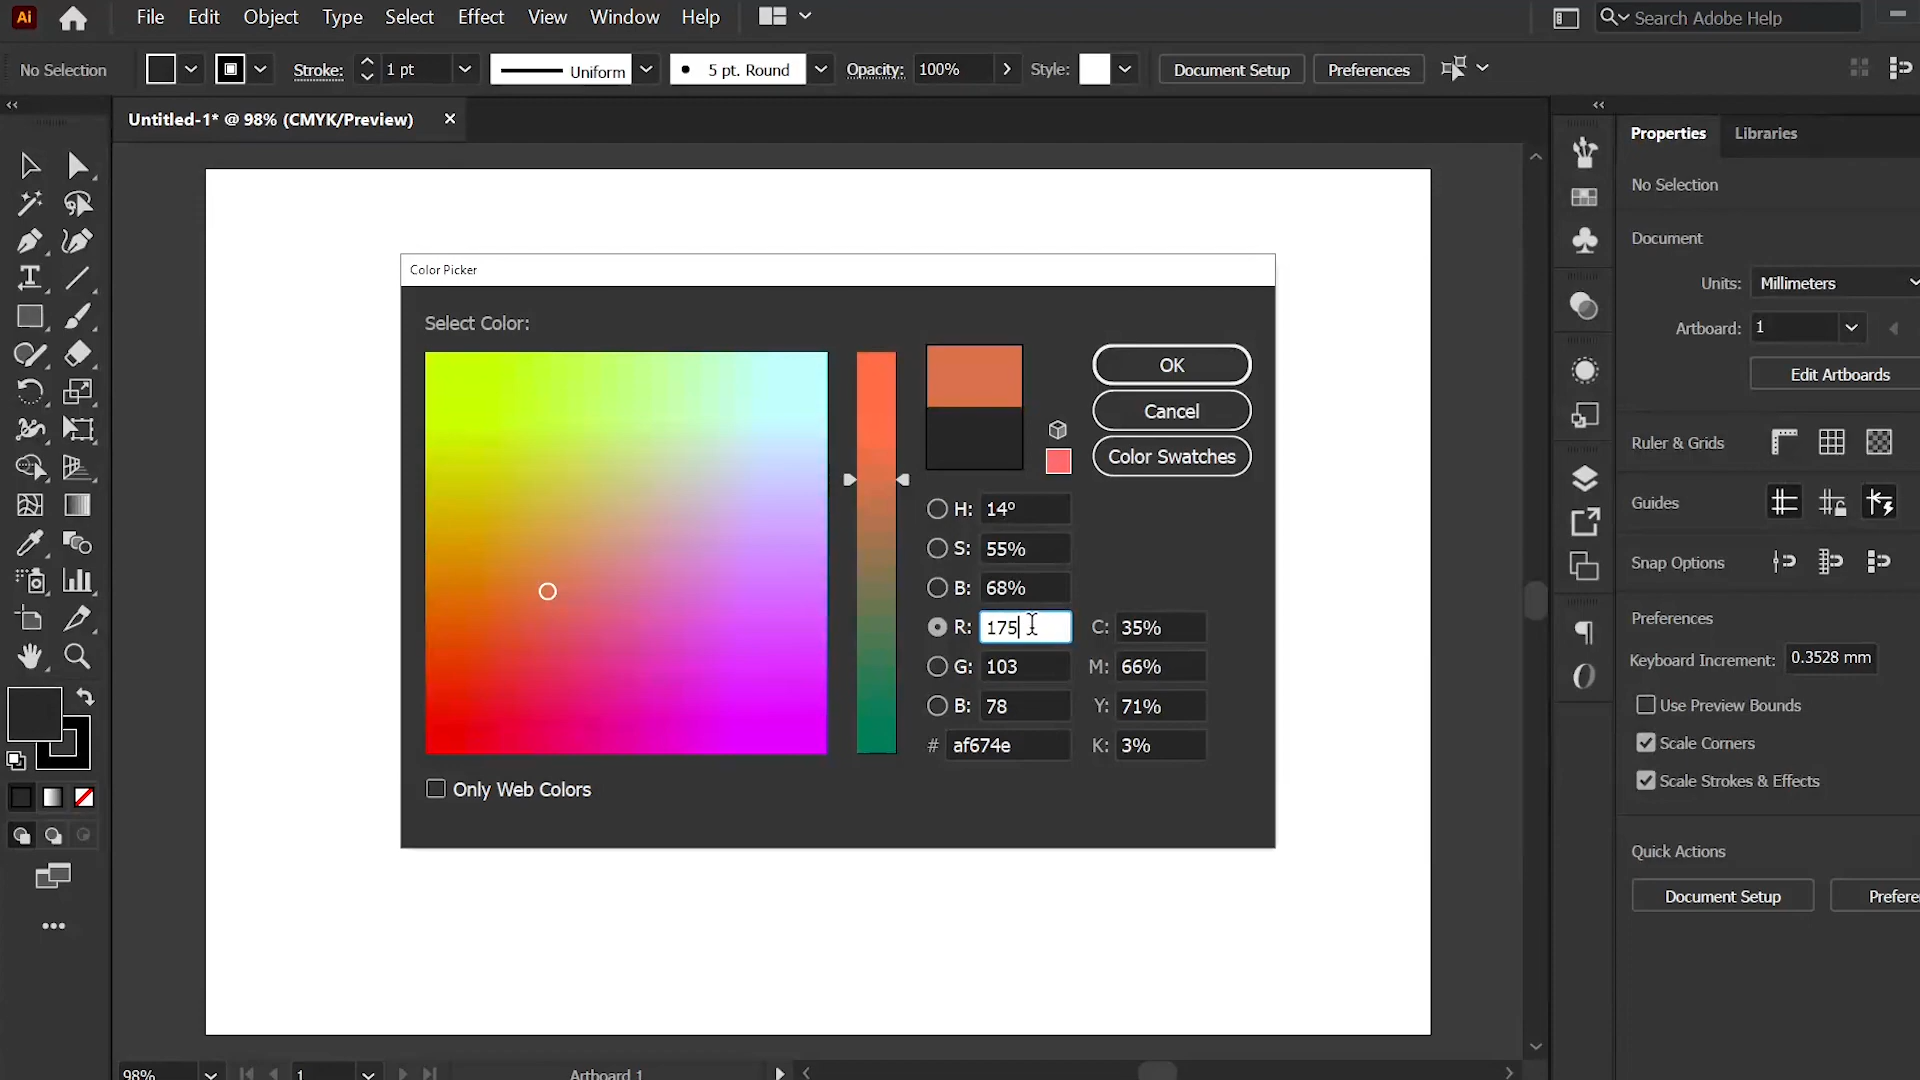 Ai File Edit Object Type Select Effect View Window Help Search Adobe Help
No Selection Stroke: 1 pt Uniform 5 pt. Round Opacity: 100% Style: Document Setup Preferences
Untitled-1* @ 98% (CMYK/Preview)
Properties Libraries
No Selection
Document
Units: Millimeters
Artboard: 1
Edit Artboards
Ruler & Grids
Guides
Snap Options
Preferences
Keyboard Increment: 0.3528 mm
Use Preview Bounds
Scale Corners
Scale Strokes & Effects
Quick Actions
Document Setup
Color Picker
Select Color:
OK
Cancel
Color Swatches
H: 14°
S: 55%
B: 68%
R: 175 C: 35%
G: 103 M: 66%
B: 78 Y: 71%
# af674e K: 3%
Only Web Colors
98% 1 Artboard 1